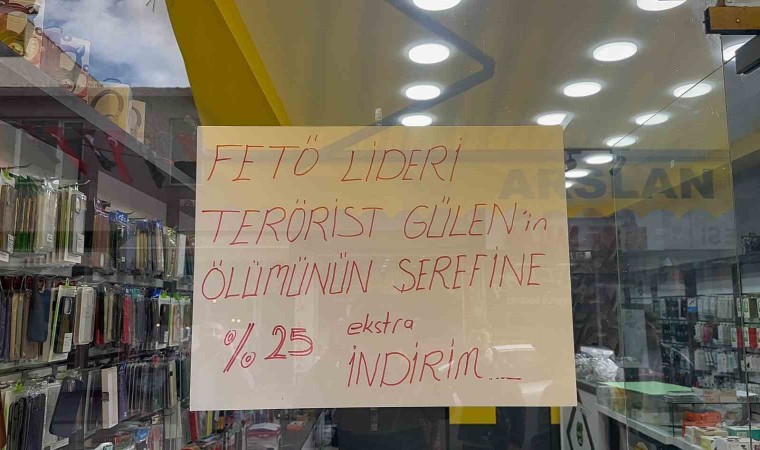 FETÖ LİDERİ
TERÖRİST GÜLEN'in
ÖLÜMÜNÜN ŞEREFİNE
% 25 ekstra
İNDİRİM....
ARSLAN